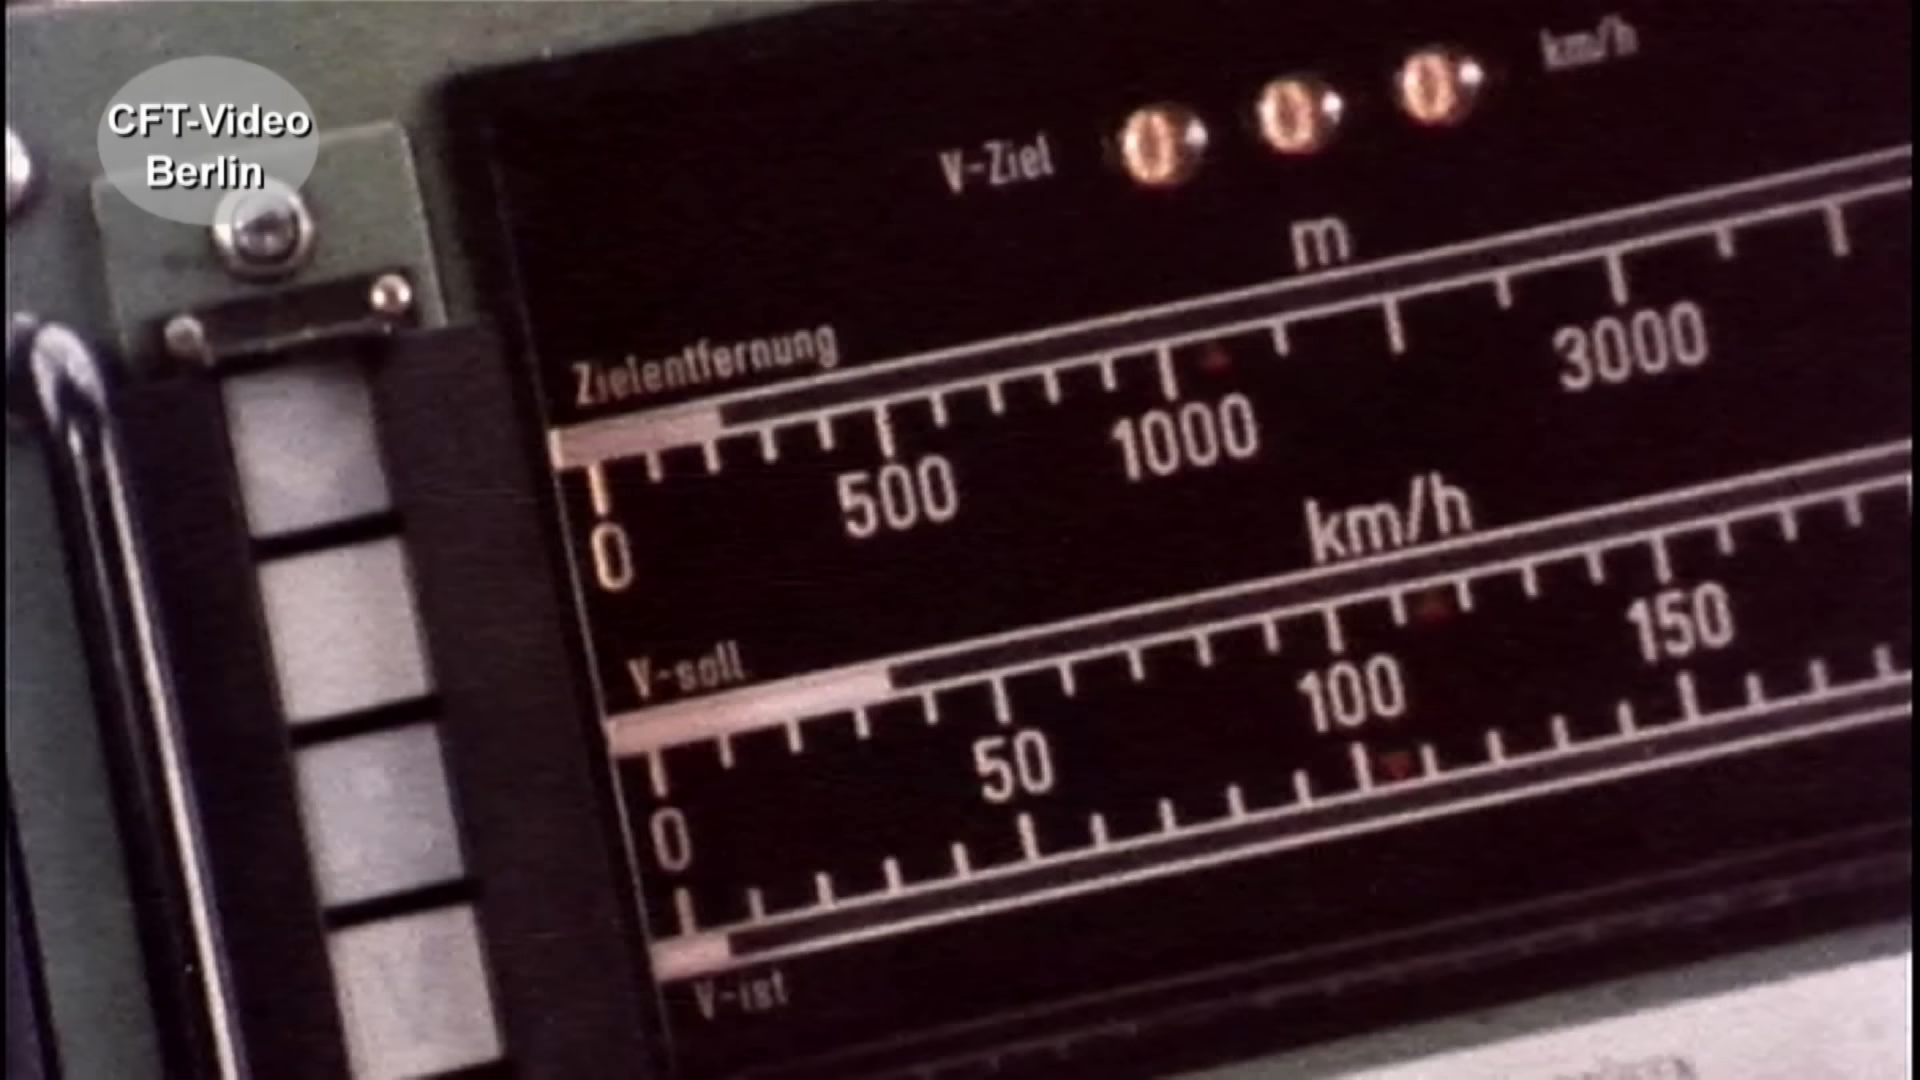 CFT-Video
Berlin
km/h
V-Ziel 0 0 0
m
Zielentfernung
0 500 1000 3000
km/h
V-soll
0 50 100 150
V-ist